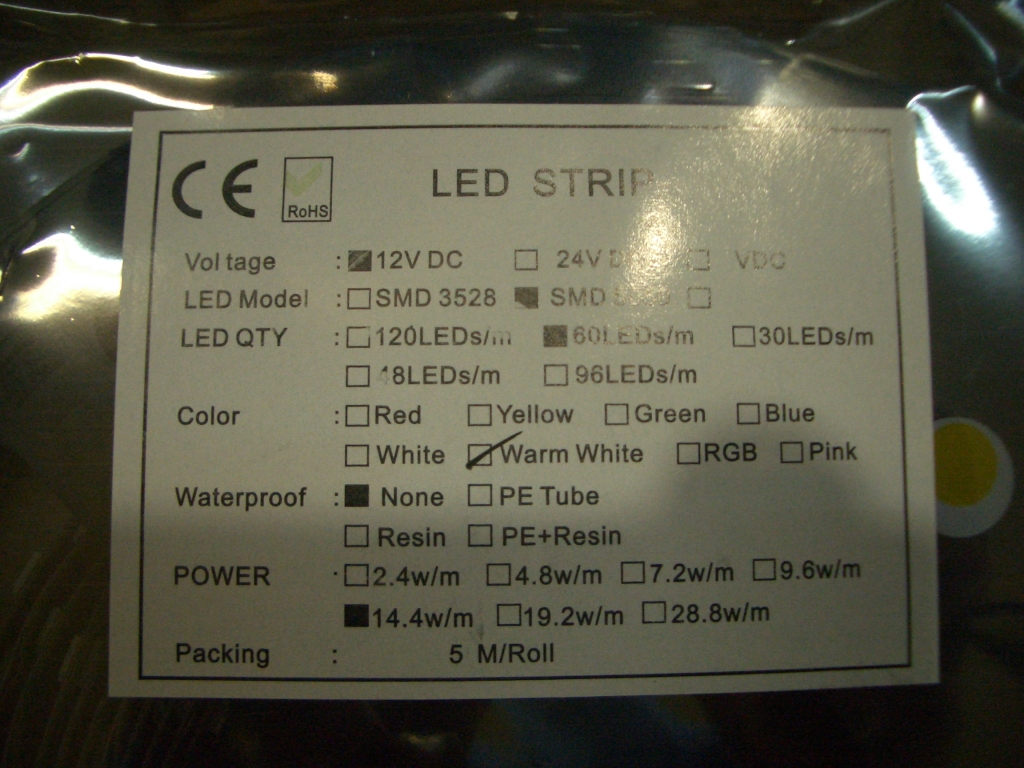 CE RoHS LED STRIP
Voltage : 12V DC 24V VDC
LED Model : SMD 3528 SMD
LED QTY : 120LEDs/m 60LEDs/m 30LEDs/m
48LEDs/m 96LEDs/m
Color : Red Yellow Green Blue
White Warm White RGB Pink
Waterproof : None PE Tube
Resin PE+Resin
POWER : 2.4w/m 4.8w/m 7.2w/m 9.6w/m
14.4w/m 19.2w/m 28.8w/m
Packing : 5 M/Roll